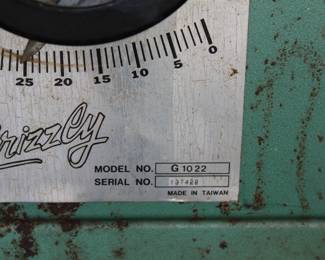 25 20 15 10 5 0
Grizzly
MODEL NO. G1022
SERIAL NO.
MADE IN TAIWAN